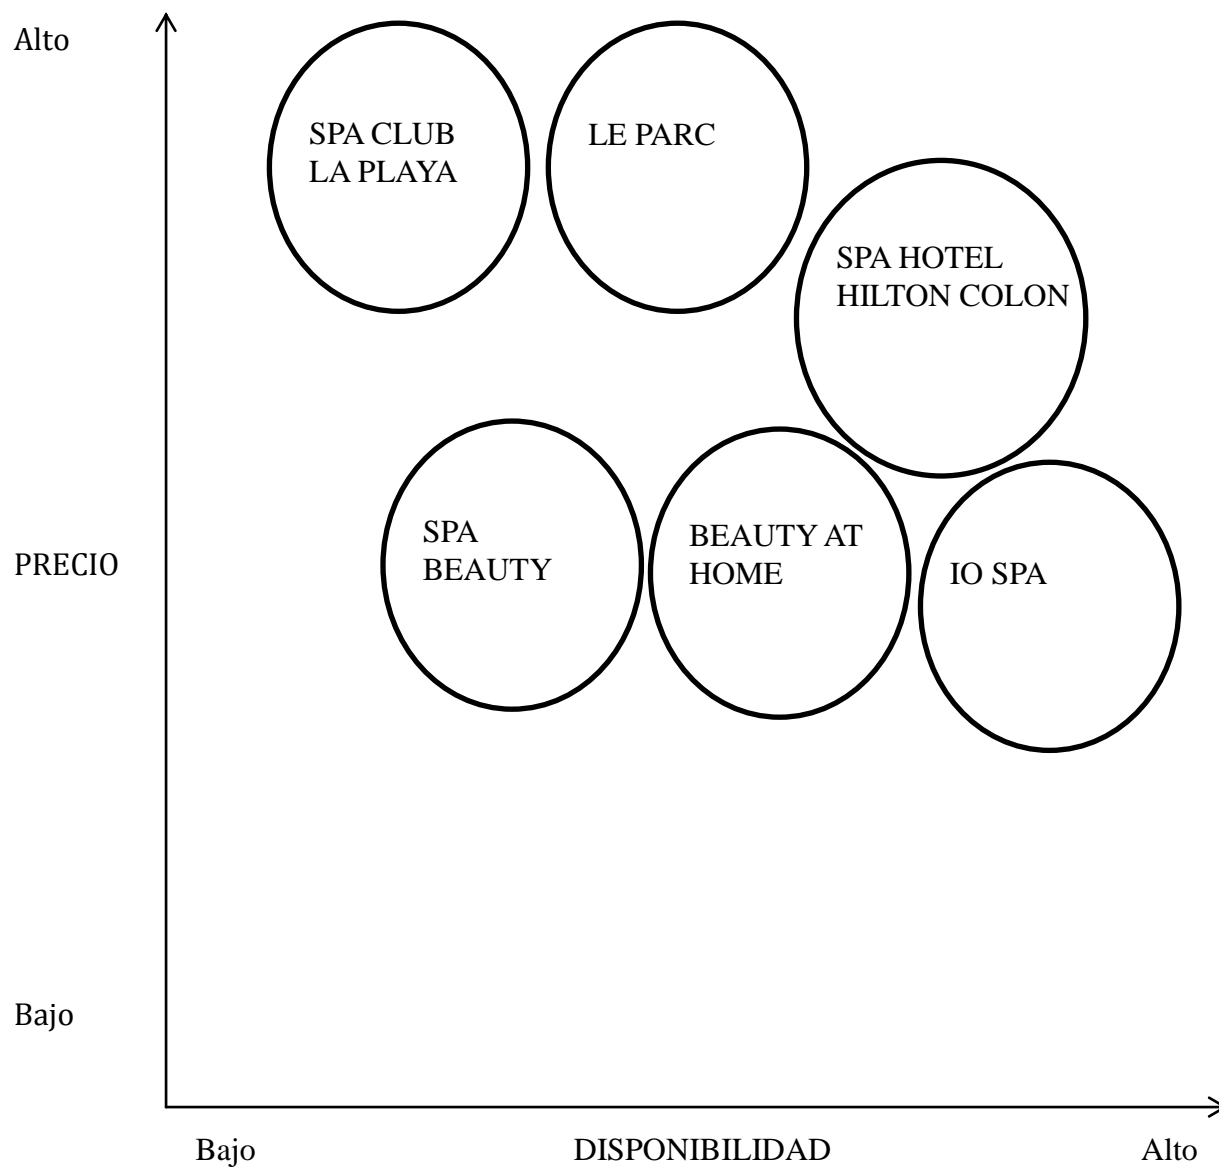 Alto
SPA CLUB
LA PLAYA
LE PARC
SPA HOTEL
HILTON COLON
SPA
BEAUTY
BEAUTY AT
HOME
IO SPA
PRECIO
Bajo
Bajo
DISPONIBILIDAD
Alto